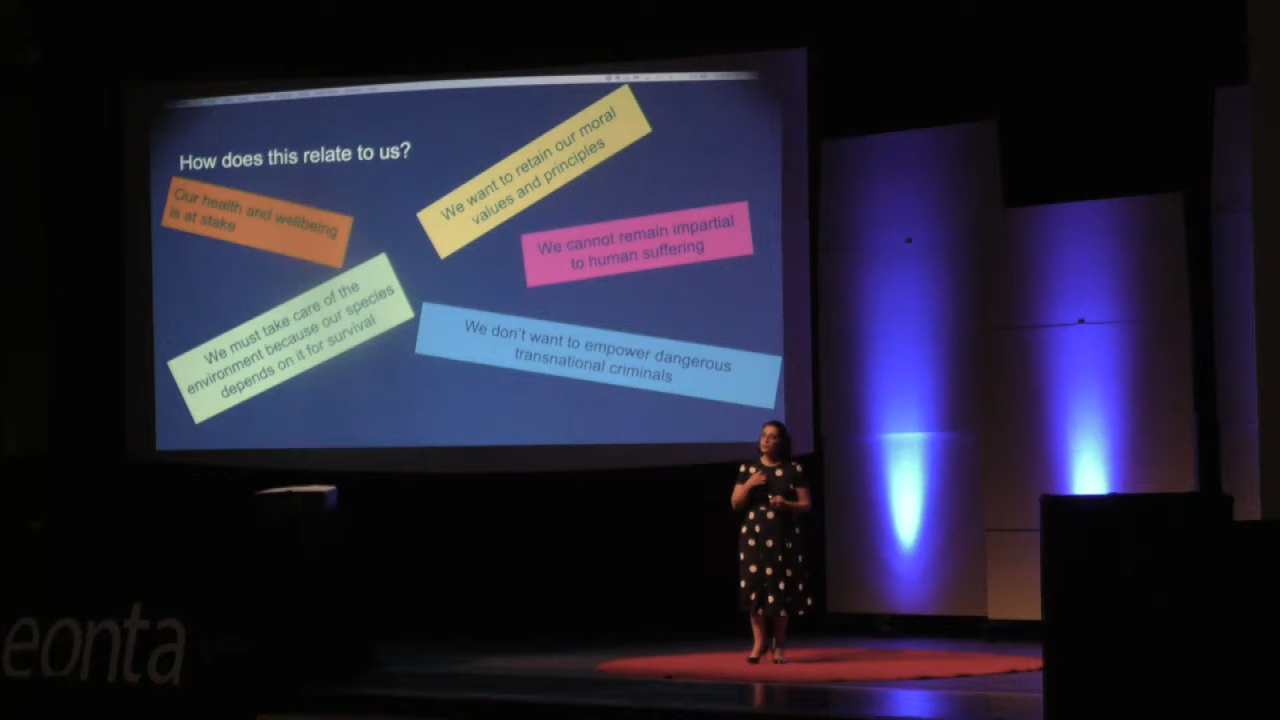 How does this relate to us?
We want to retain our moral
values and principles
Our health and wellbeing
is at stake
We cannot remain impartial
to human suffering
We must take care of the
environment because our species
depends on it for survival
We don't want to empower dangerous
transnational criminals
eonta